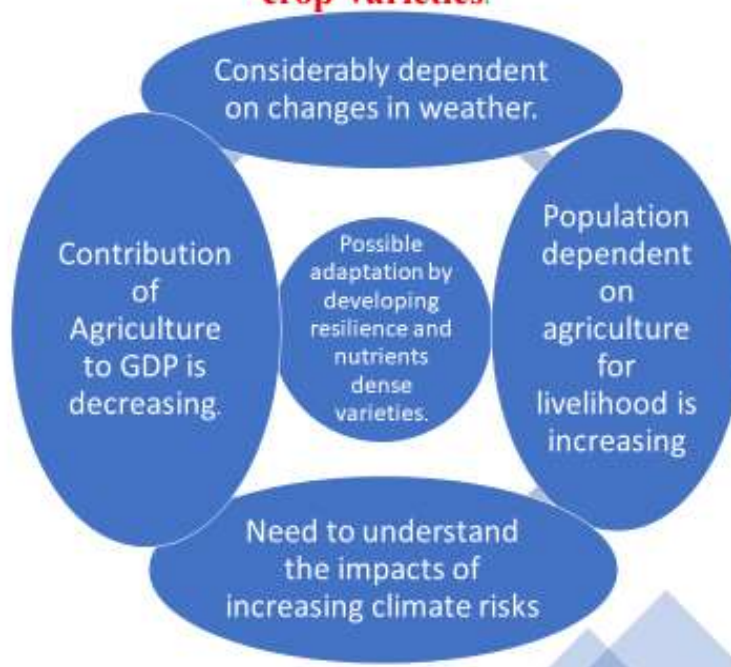 crop varieties.
Considerably dependent
on changes in weather.
Contribution
of
Agriculture
to GDP is
decreasing.
Possible
adaptation by
developing
resilience and
nutrients
dense
varieties.
Population
dependent
on
agriculture
for
livelihood is
increasing
Need to understand
the impacts of
increasing climate risks